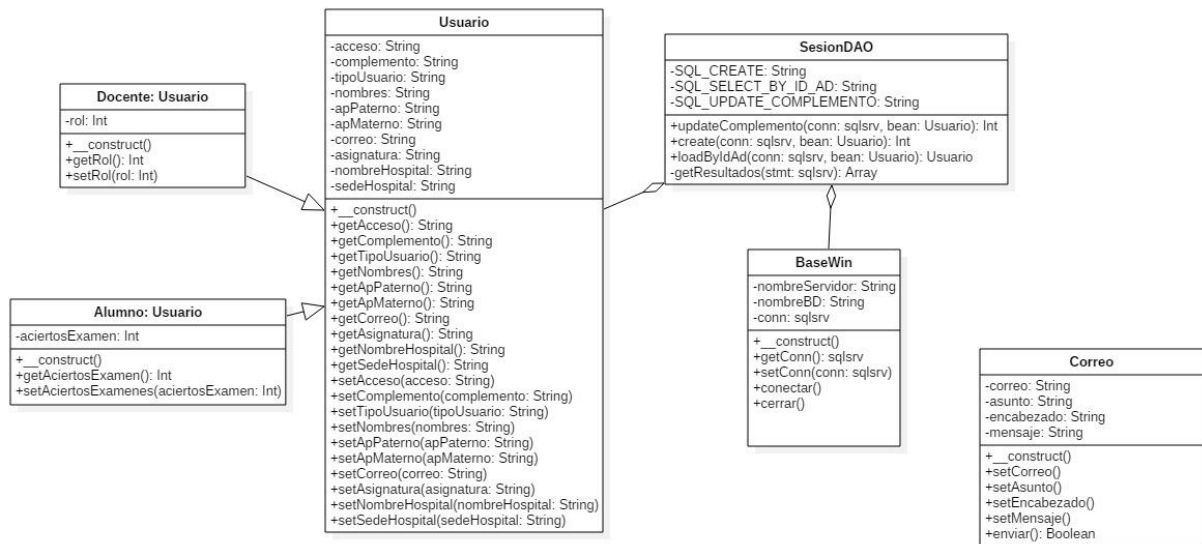 Usuario
-acceso: String
-complemento: String
-tipoUsuario: String
-nombres: String
-apPaterno: String
-apMaterno: String
-correo: String
-asignatura: String
-nombreHospital: String
-sedeHospital: String
+__construct()
+getAcceso(): String
+getComplemento(): String
+getTipoUsuario(): String
+getNombres(): String
+getApPaterno(): String
+getApMaterno(): String
+getCorreo(): String
+getAsignatura(): String
+getNombreHospital(): String
+getSedeHospital(): String
+setAcceso(acceso: String)
+setComplemento(complemento: String)
+setTipoUsuario(tipoUsuario: String)
+setNombres(nombres: String)
+setApPaterno(apPaterno: String)
+setApMaterno(apMaterno: String)
+setCorreo(correo: String)
+setAsignatura(asignatura: String)
+setNombreHospital(nombreHospital: String)
+setSedeHospital(sedeHospital: String)
Docente: Usuario
-rol: Int
+__construct()
+getRol(): Int
+setRol(rol: Int)
Alumno: Usuario
-aciertosExamen: Int
+__construct()
+getAciertosExamen(): Int
+setAciertosExamenes(aciertosExamen: Int)
SesionDAO
-SQL_CREATE: String
-SQL_SELECT_BY_ID_AD: String
-SQL_UPDATE_COMPLEMENTO: String
+updateComplemento(conn: sqlsrv, bean: Usuario): Int
+create(conn: sqlsrv, bean: Usuario): Int
+loadByIdAd(conn: sqlsrv, bean: Usuario): Usuario
-getResultados(stmt: sqlsrv): Array
BaseWin
-nombreServidor: String
-nombreBD: String
-conn: sqlsrv
+__construct()
+getConn(): sqlsrv
+setConn(conn: sqlsrv)
+conectar()
+cerrar()
Correo
-correo: String
-asunto: String
-encabezado: String
-mensaje: String
+__construct()
+setCorreo()
+setAsunto()
+setEncabezado()
+setMensaje()
+enviar(): Boolean